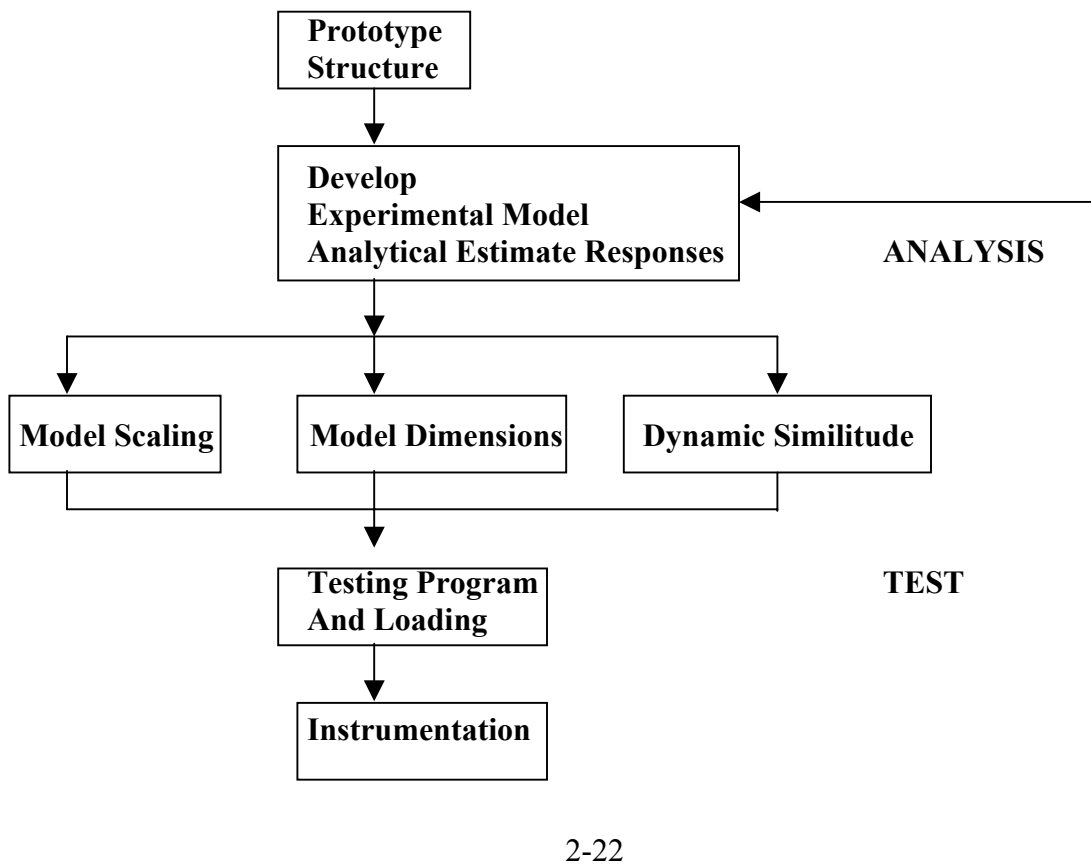 Prototype
Structure
Develop
Experimental Model
Analytical Estimate Responses
ANALYSIS
Model Scaling
Model Dimensions
Dynamic Similitude
Testing Program
And Loading
TEST
Instrumentation
2-22